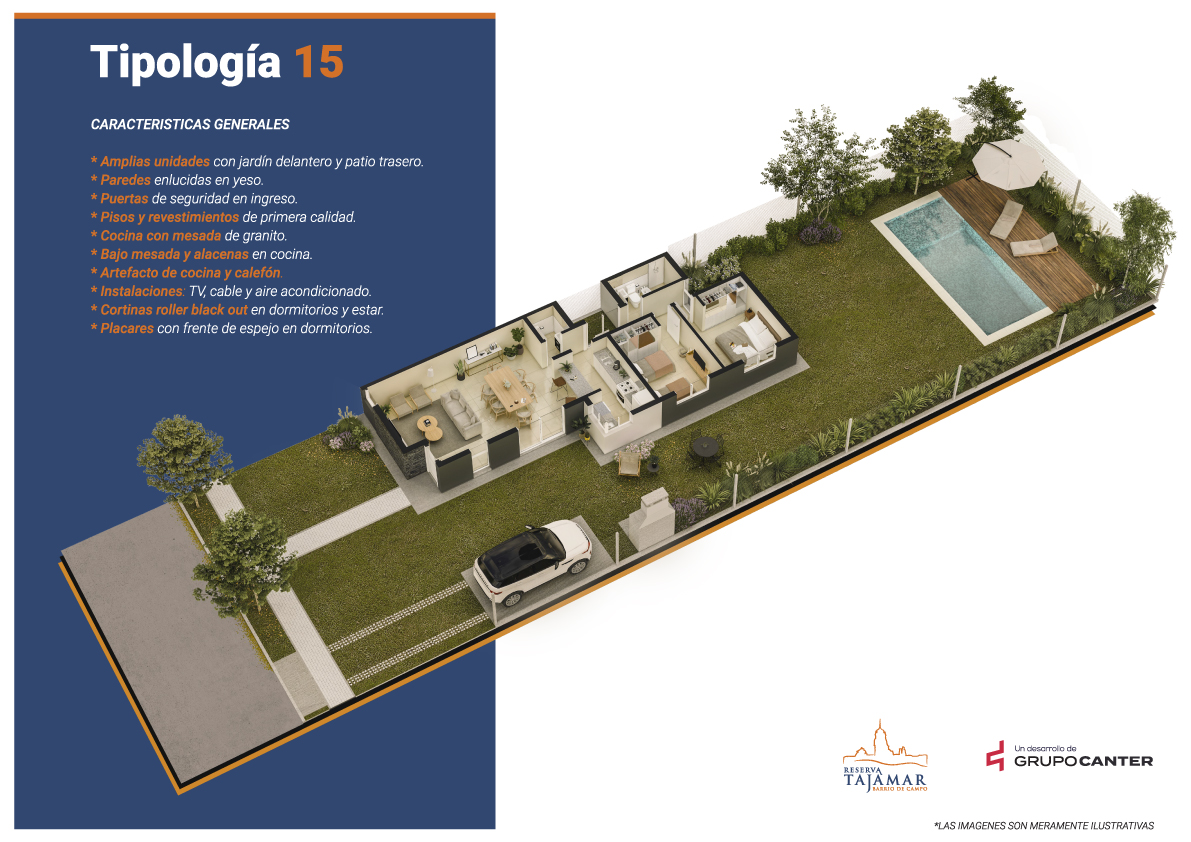 Tipología 15
CARACTERISTICAS GENERALES
* Amplias unidades con jardín delantero y patio trasero.
* Paredes enlucidas en yeso.
* Puertas de seguridad en ingreso.
* Pisos y revestimientos de primera calidad.
* Cocina con mesada de granito.
* Bajo mesada y alacenas en cocina.
* Artefacto de cocina y calefón.
* Instalaciones: TV, cable y aire acondicionado.
* Cortinas roller black out en dormitorios y estar.
* Placares con frente de espejo en dormitorios.
RESERVA
TAJAMAR
BARRIO DE CAMPO
Un desarrollo de
GRUPOCANTER
*LAS IMAGENES SON MERAMENTE ILUSTRATIVAS